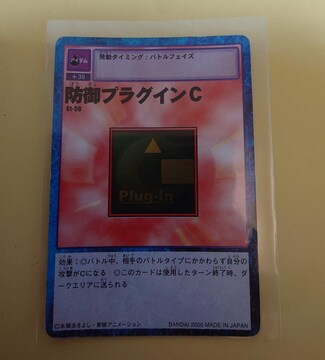 発動タイミング：バトルフェイズ
+30
防御プラグインC
St-50
Plug-in
効果：◎バトル中、相手のバトルタイプにかかわらず自分の
攻撃がCになる　◎このカードは使用したターン終了時、ダ
ークエリアに送られる
©本郷あきよし・東映アニメーション
BANDAI 2000 MADE IN JAPAN